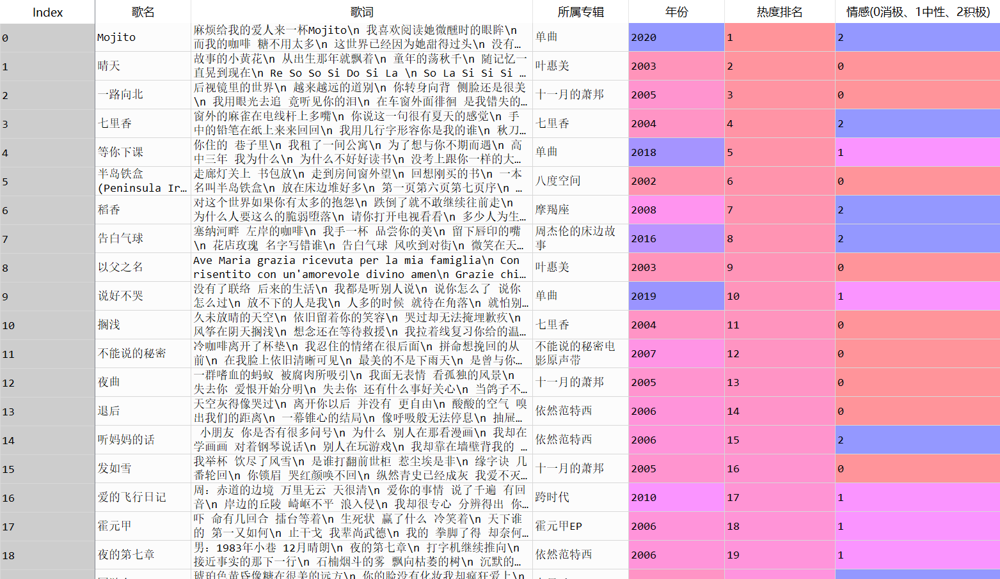 Index 歌名 歌词 所属专辑 年份 热度排名 情感(0消极、1中性、2积极)
0 Mojito 麻烦给我的爱人来一杯Mojito\n 我喜欢阅读她微醺时的眼眸\n
而我的咖啡 糖不用太多\n 这世界已经因为她甜得过头\n 没有… 单曲 2020 1 2
1 晴天 故事的小黄花\n 从出生那年就飘着\n 童年的荡秋千\n 随记忆一
直晃到现在\n Re So So Si Do Si La \n So La Si Si Si … 叶惠美 2003 2 0
2 一路向北 后视镜里的世界\n 越来越远的道别\n 你转身向背 侧脸还是很美
\n 我用眼光去追 竟听见你的泪\n 在车窗外面徘徊 是我错失的… 十一月的萧邦 2005 3 0
3 七里香 窗外的麻雀在电线杆上多嘴\n 你说这一句很有夏天的感觉\n 手
中的铅笔在纸上来来回回\n 我用几行字形容你是我的谁\n 秋刀… 七里香 2004 4 2
4 等你下课 你住的 巷子里\n 我租了一间公寓\n 为了想与你不期而遇\n 高
中三年 我为什么\n 为什么不好好读书\n 没考上跟你一样的大… 单曲 2018 5 1
5 半岛铁盒 走廊灯关上 书包放\n 走到房间窗外望\n 回想刚买的书\n 一本
(Peninsula Ir… 名叫半岛铁盒\n 放在床边堆好多\n 第一页第六页第七页序\n … 八度空间 2002 6 0
6 稻香 对这个世界如果你有太多的抱怨\n 跌倒了就不敢继续往前走\n
为什么人要这么的脆弱堕落\n 请你打开电视看看\n 多少人为生… 摩羯座 2008 7 2
7 告白气球 塞纳河畔 左岸的咖啡\n 我手一杯 品尝你的美\n 留下唇印的嘴 周杰伦的床边故
\n 花店玫瑰 名字写错谁\n 告白气球 风吹到对街\n 微笑在天… 事 2016 8 2
8 以父之名 Ave Maria grazia ricevuta per la mia famiglia\n Con
risentito con un'amorevole divino amen\n Grazie chi… 叶惠美 2003 9 0
9 说好不哭 没有了联络 后来的生活\n 我都是听别人说\n 说你怎么了 说你
怎么过\n 放不下的人是我\n 人多的时候 就待在角落\n 就怕别… 单曲 2019 10 1
10 搁浅 久未放晴的天空\n 依旧留着你的笑容\n 哭过却无法掩埋歉疚\n
风筝在阴天搁浅\n 想念还在等待救援\n 我拉着线复习你给的温… 七里香 2004 11 0
11 不能说的秘密 冷咖啡离开了杯垫\n 我忍住的情绪在很后面\n 拼命想挽回的从 不能说的秘密电
前\n 在我脸上依旧清晰可见\n 最美的不是下雨天\n 是曾与你… 影原声带 2007 12 0
12 夜曲 一群嗜血的蚂蚁 被腐肉所吸引\n 我面无表情 看孤独的风景\n
失去你 爱恨开始分明\n 失去你 还有什么事好关心\n 当鸽子不… 十一月的萧邦 2005 13 0
13 退后 天空灰得像哭过\n 离开你以后 并没有 更自由\n 酸酸的空气 嗅
出我们的距离\n 一幕锥心的结局\n 像呼吸般无法停息\n 抽屉… 依然范特西 2006 14 0
14 听妈妈的话 小朋友 你是否有很多问号\n 为什么 别人在那看漫画\n 我却在
学画画 对着钢琴说话\n 别人在玩游戏\n 我却靠在墙壁背我的 … 依然范特西 2006 15 2
15 发如雪 我举杯 饮尽了风雪\n 是谁打翻前世柜 惹尘埃是非\n 缘字诀 几
番轮回\n 你锁眉 哭红颜唤不回\n 纵然青史已经成灰 我爱不灭… 十一月的萧邦 2005 16 0
16 爱的飞行日记 周：赤道的边境 万里无云 天很清\n 爱你的事情 说了千遍 有回
音\n 岸边的丘陵 崎岖不平 浪入侵\n 我却很专心 分辨得出 你… 跨时代 2010 17 1
17 霍元甲 吓 命有几回合 擂台等着\n 生死状 赢了什么 冷笑着\n 天下谁
的 第一又如何\n 止干戈 我辈尚武德\n 我的 拳脚了得 却奈何… 霍元甲EP 2006 18 1
18 夜的第七章 男：1983年小巷 12月晴朗\n 夜的第七章\n 打字机继续推向\n
接近事实的那下一行\n 石楠烟斗的雾 飘向枯萎的树\n 沉默的… 依然范特西 2006 19 1
琥珀色黄昏像糖在很美的远方\n 你的脸没有化妆我却疯狂爱上\n